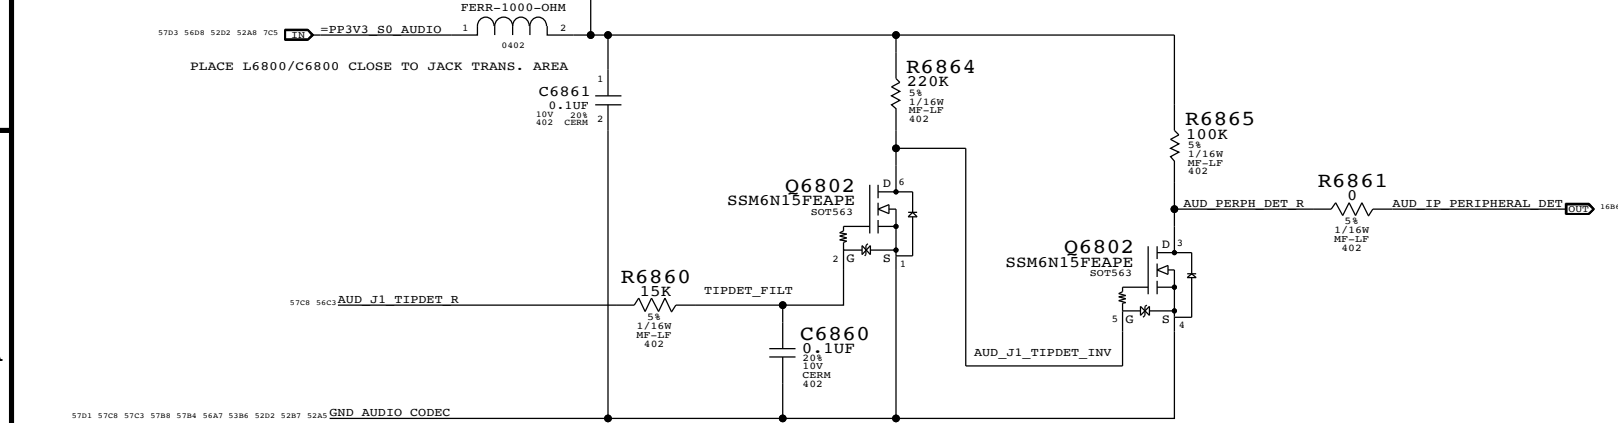 FERR-1000-OHM
57D3 56D8 52D2 52A8 7C5
IN
=PP3V3_S0_AUDIO
1
2
0402
PLACE L6800/C6800 CLOSE TO JACK TRANS. AREA
1
C6861
0.1UF
10V 20%
402 CERM
2
R6864
220K
5%
1/16W
MF-LF
402
R6865
100K
5%
1/16W
MF-LF
402
Q6802
SSM6N15FEAPE
SOT563
D
6
2
G
S
1
R6861
0
5%
1/16W
MF-LF
402
AUD_PERPH_DET_R
AUD_IP_PERIPHERAL_DET
OUT
Q6802
SSM6N15FEAPE
SOT563
D
3
5
G
S
4
57C8 56C3
AUD_J1_TIPDET_R
R6860
15K
5%
1/16W
MF-LF
402
TIPDET_FILT
C6860
0.1UF
20%
10V
CERM
402
AUD_J1_TIPDET_INV
57D1 57C8 57C3 57B8 57B4 56A7 53B6 52D2 52B7 52A5
GND_AUDIO_CODEC